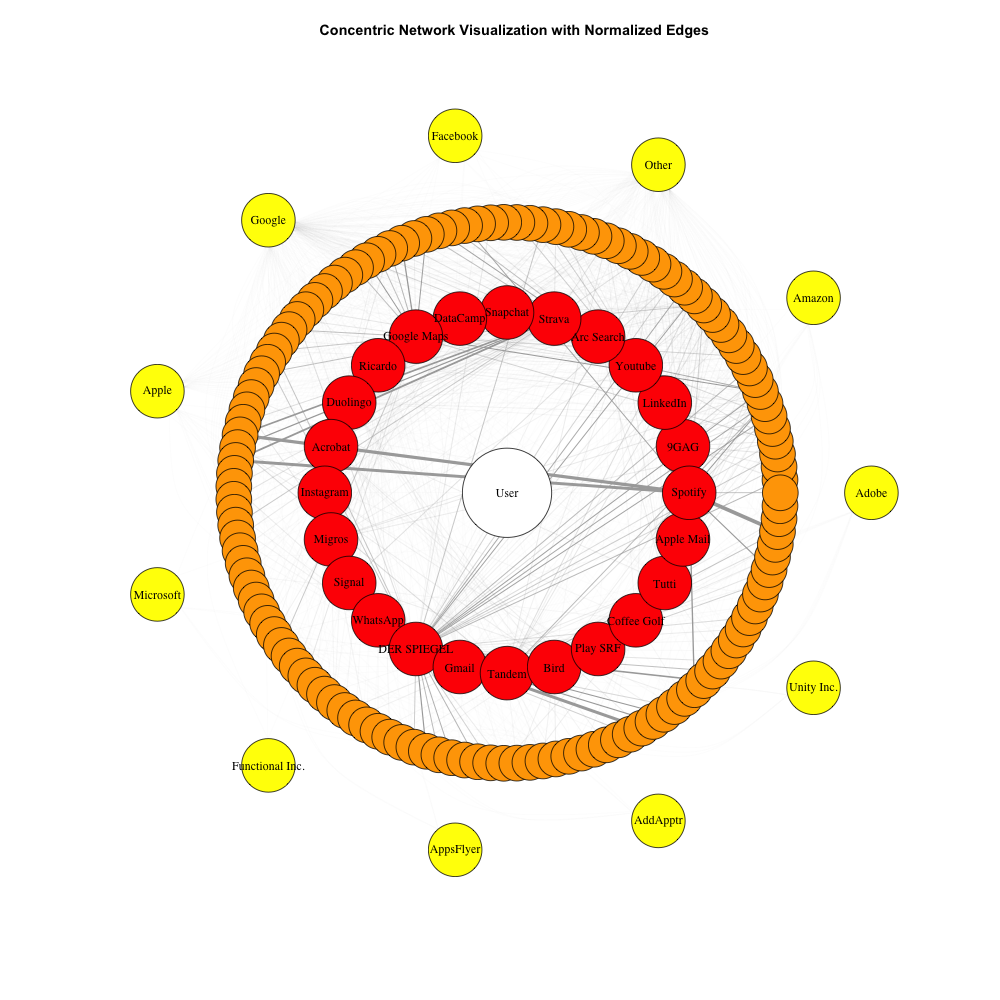 Concentric Network Visualization with Normalized Edges
Facebook
Other
Google
Amazon
Snapchat
DataCamp
Strava
Google Maps
Arc Search
Ricardo
Youtube
Apple
Duolingo
LinkedIn
Acrobat
9GAG
Instagram
User
Spotify
Adobe
Migros
Apple Mail
Signal
Tutti
Microsoft
WhatsApp
Coffee Golf
DER SPIEGEL
Play SRF
Gmail
Tandem
Bird
Unity Inc.
Functional Inc.
AddApptr
AppsFlyer